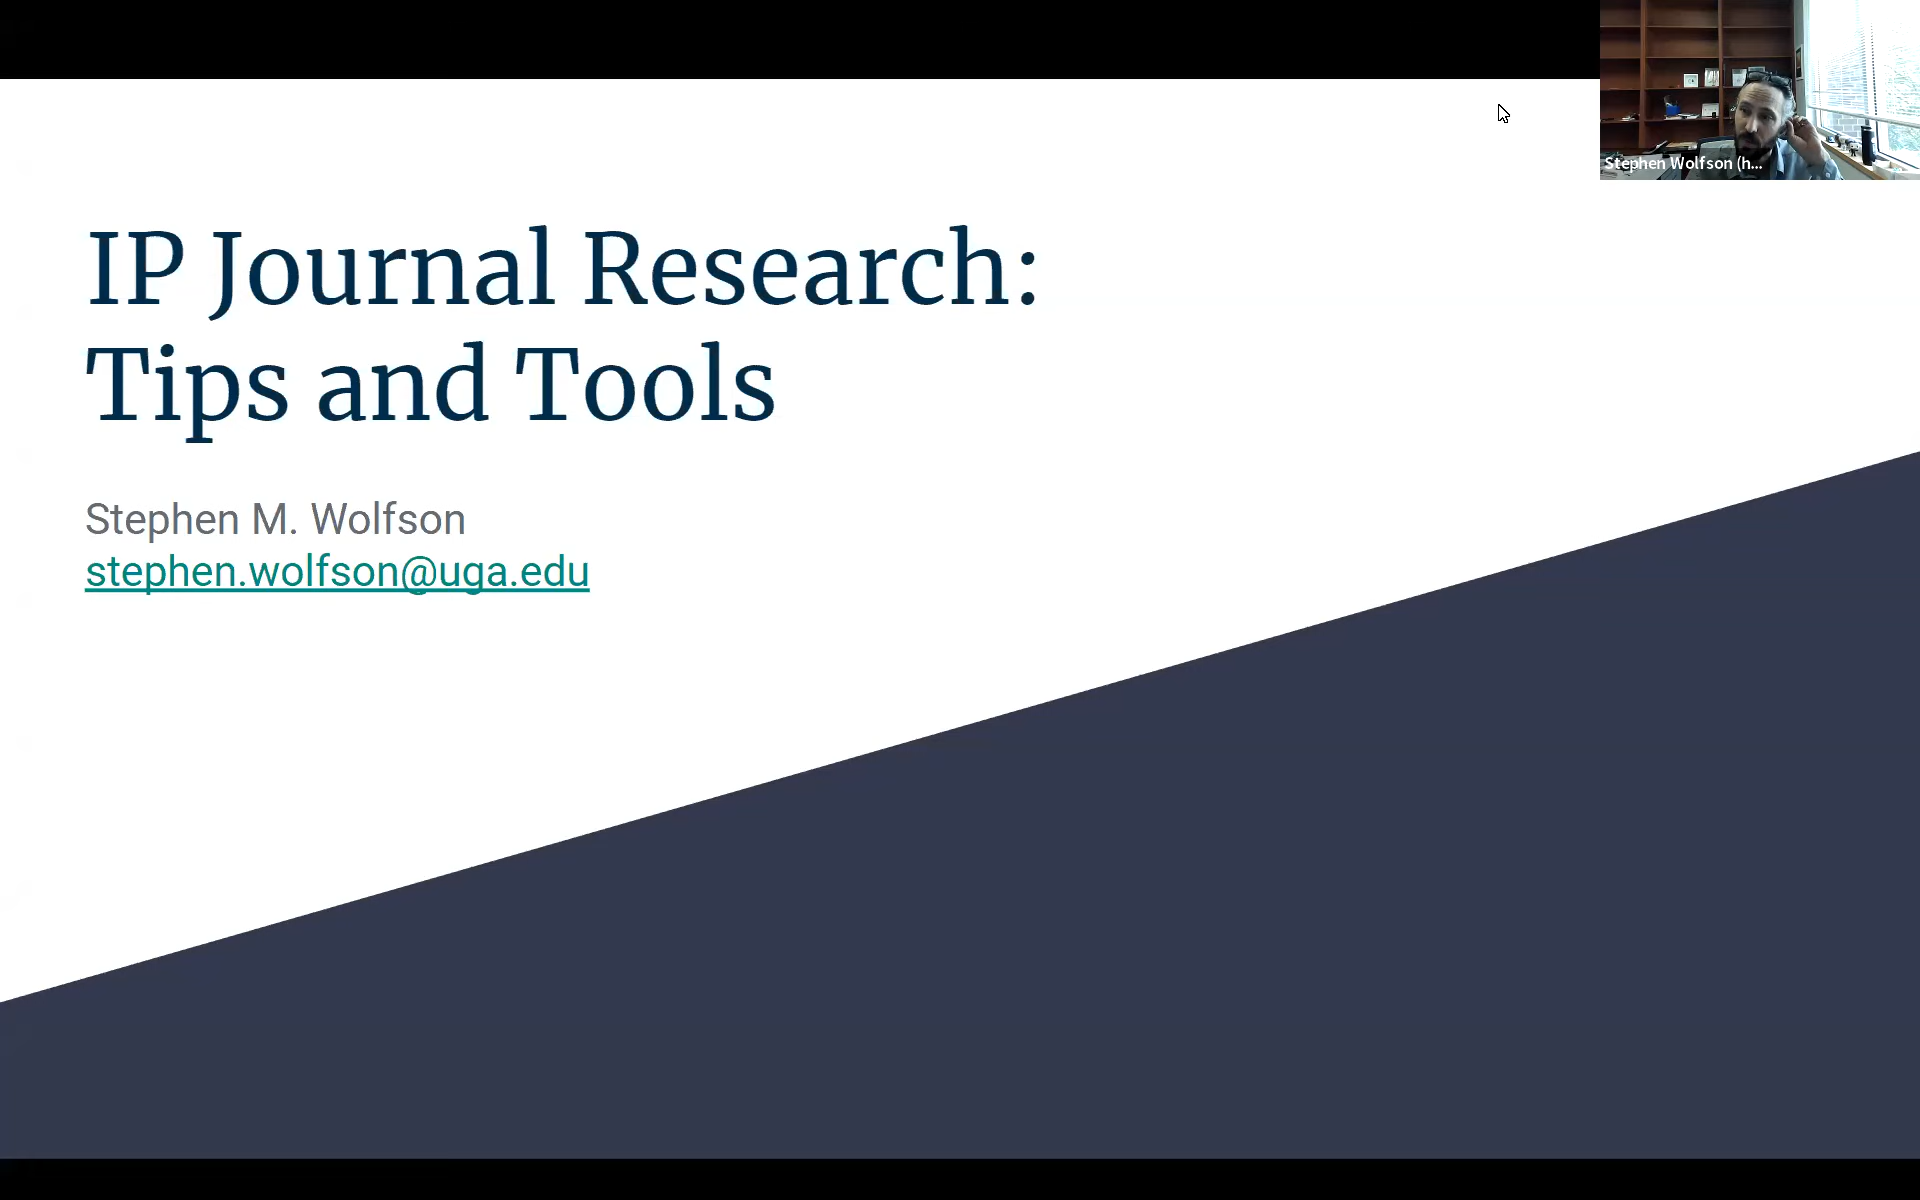 IP Journal Research:
Tips and Tools
Stephen M. Wolfson
stephen.wolfson@uga.edu
Stephen Wolfson (h...